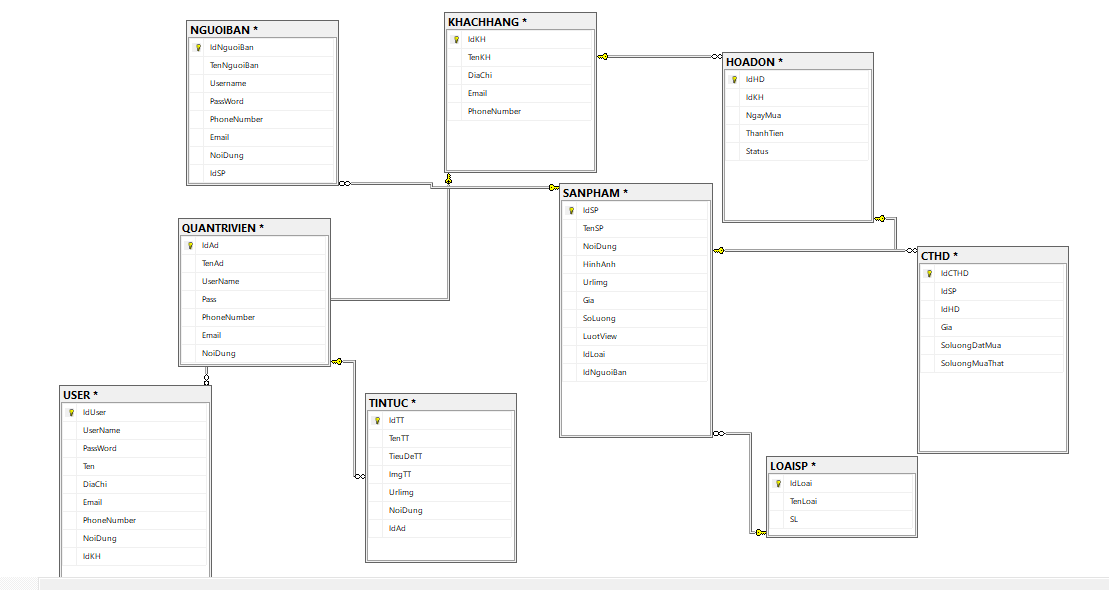 NGUOIBAN *
IdNguoiBan
TenNguoiBan
Username
PassWord
PhoneNumber
Email
NoiDung
IdSP
KHACHHANG *
IdKH
TenKH
DiaChi
Email
PhoneNumber
HOADON *
IdHD
IdKH
NgayMua
ThanhTien
Status
SANPHAM *
IdSP
TenSP
NoiDung
HinhAnh
UrlImg
Gia
SoLuong
LuotView
IdLoai
IdNguoiBan
QUANTRIVIEN *
IdAd
TenAd
UserName
Pass
PhoneNumber
Email
NoiDung
CTHD *
IdCTHD
IdSP
IdHD
Gia
SoluongDatMua
SoluongMuaThat
USER *
IdUser
UserName
PassWord
Ten
DiaChi
Email
PhoneNumber
NoiDung
IdKH
TINTUC *
IdTT
TenTT
TieuDeTT
ImgTT
UrlImg
NoiDung
IdAd
LOAISP *
IdLoai
TenLoai
SL